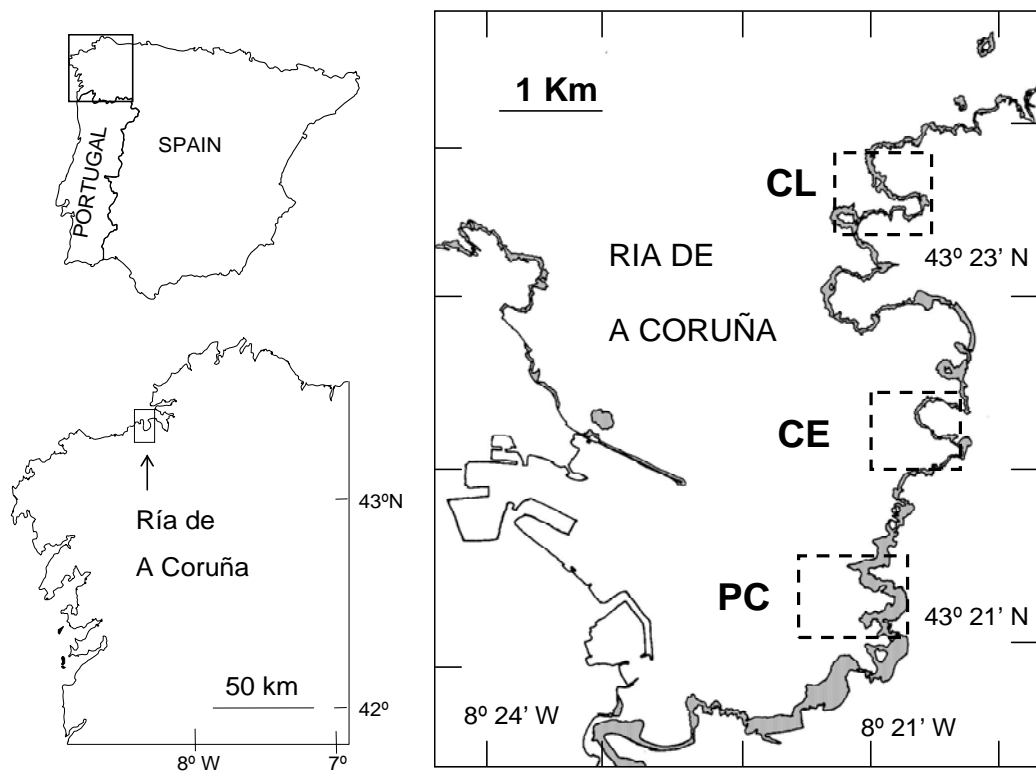 PORTUGAL
SPAIN
Ría de
A Coruña
43ºN
50 km
42º
8º W
7º
1 Km
CL
RIA DE
43º 23’ N
A CORUÑA
CE
PC
43º 21’ N
8º 24’ W
8º 21’ W